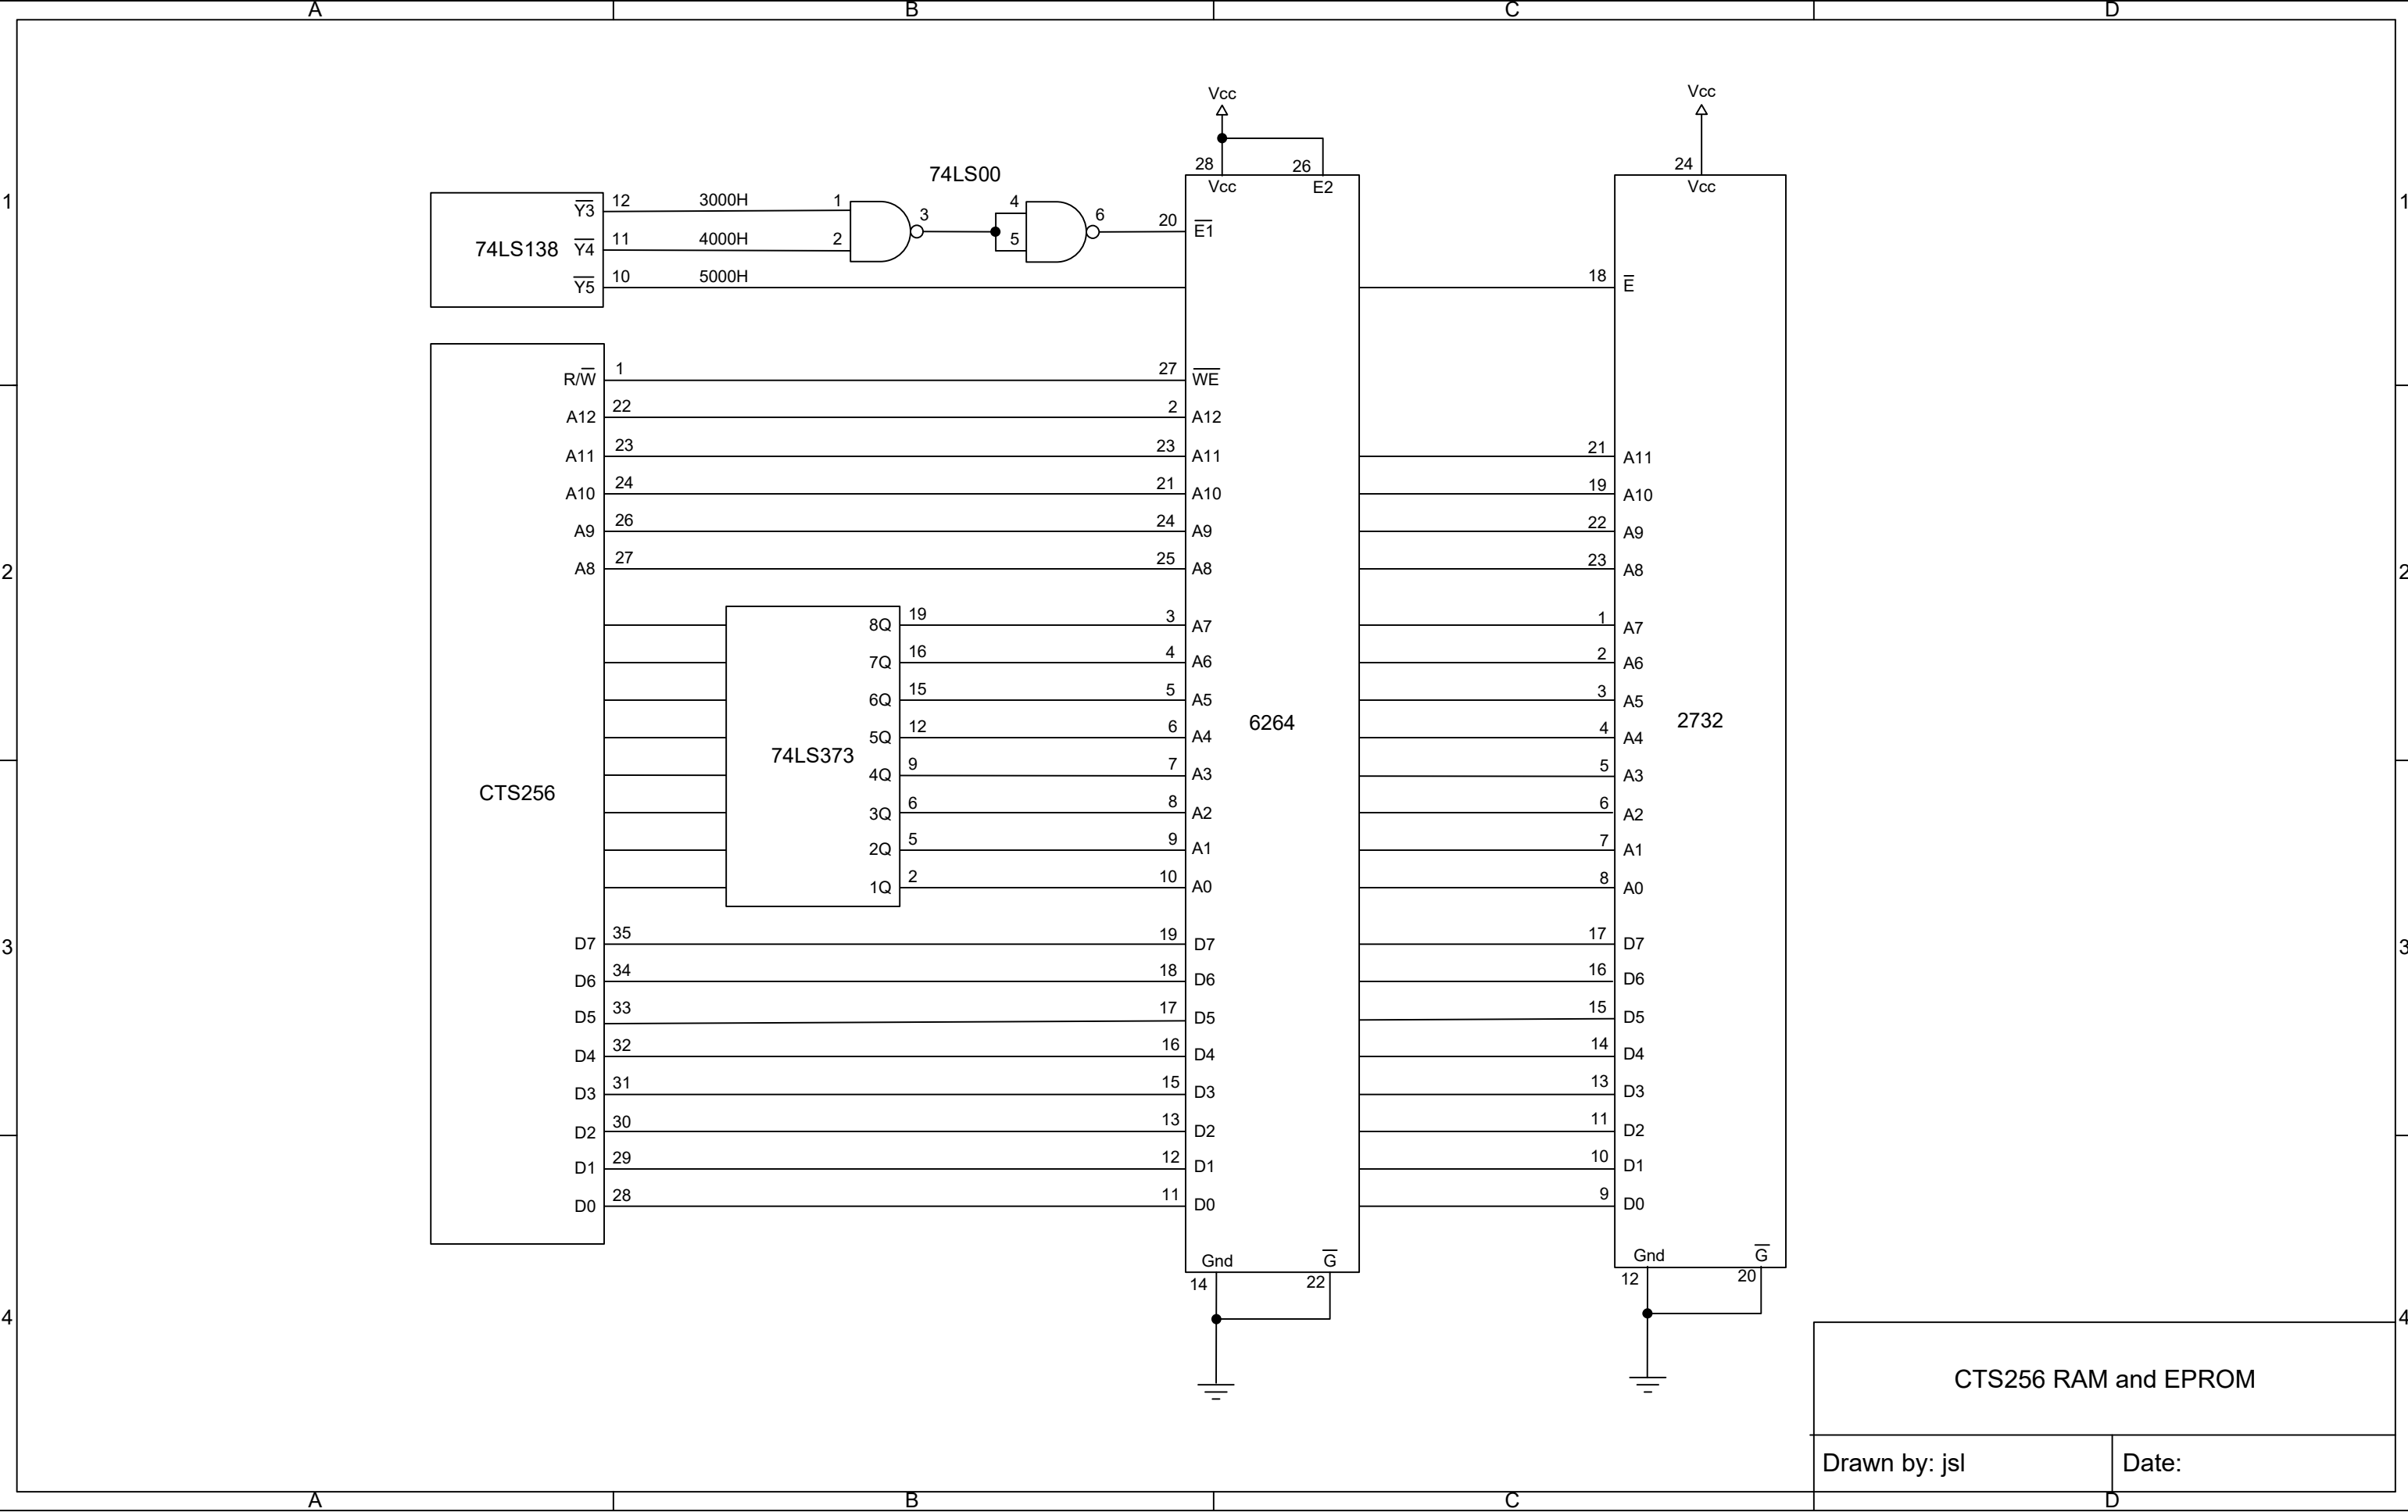 A B C D
Vcc Vcc
28 26 24
74LS00 Vcc E2 Vcc
1 1
Y3 12 3000H 1 3 4 6 20 E1
74LS138 Y4 11 4000H 2 5
Y5 10 5000H 18 E
R/W 1 27 WE
A12 22 2 A12
A11 23 23 A11 21 A11
A10 24 21 A10 19 A10
A9 26 24 A9 22 A9
2 A8 27 25 A8 23 A8 2
8Q 19 3 A7 1 A7
7Q 16 4 A6 2 A6
6Q 15 5 A5 3 A5
6264 2732
5Q 12 6 A4 4 A4
74LS373
4Q 9 7 A3 5 A3
CTS256
3Q 6 8 A2 6 A2
2Q 5 9 A1 7 A1
1Q 2 10 A0 8 A0
3 D7 35 19 D7 17 D7 3
D6 34 18 D6 16 D6
D5 33 17 D5 15 D5
D4 32 16 D4 14 D4
D3 31 15 D3 13 D3
D2 30 13 D2 11 D2
D1 29 12 D1 10 D1
D0 28 11 D0 9 D0
Gnd G Gnd G
14 22 12 20
4 4
CTS256 RAM and EPROM
Drawn by: jsl Date:
A B C D